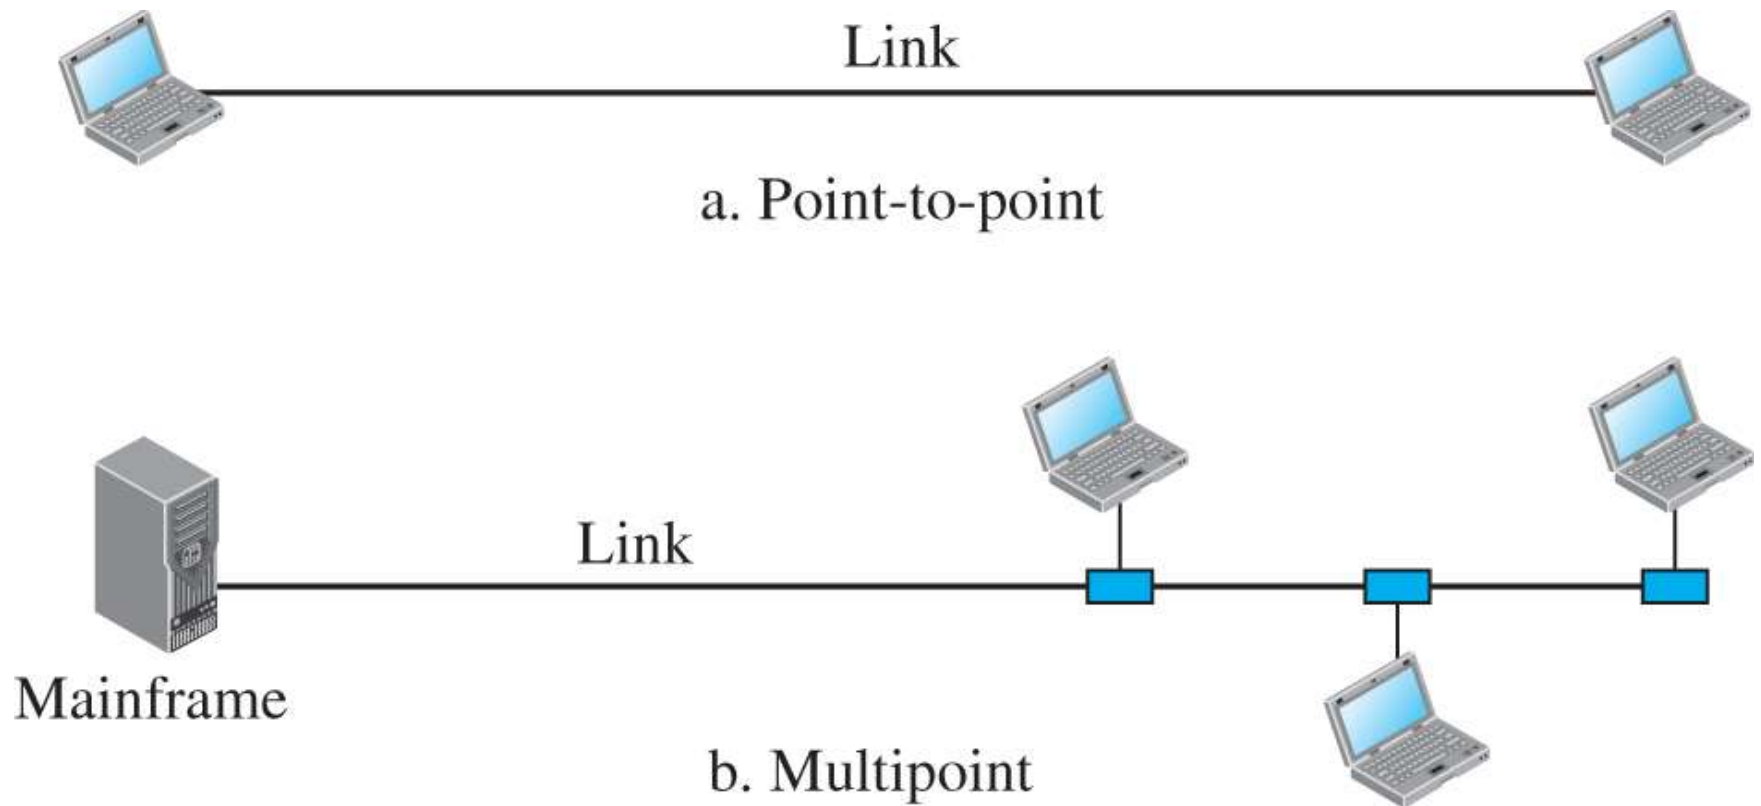 Link
a. Point-to-point
Link
Mainframe
b. Multipoint